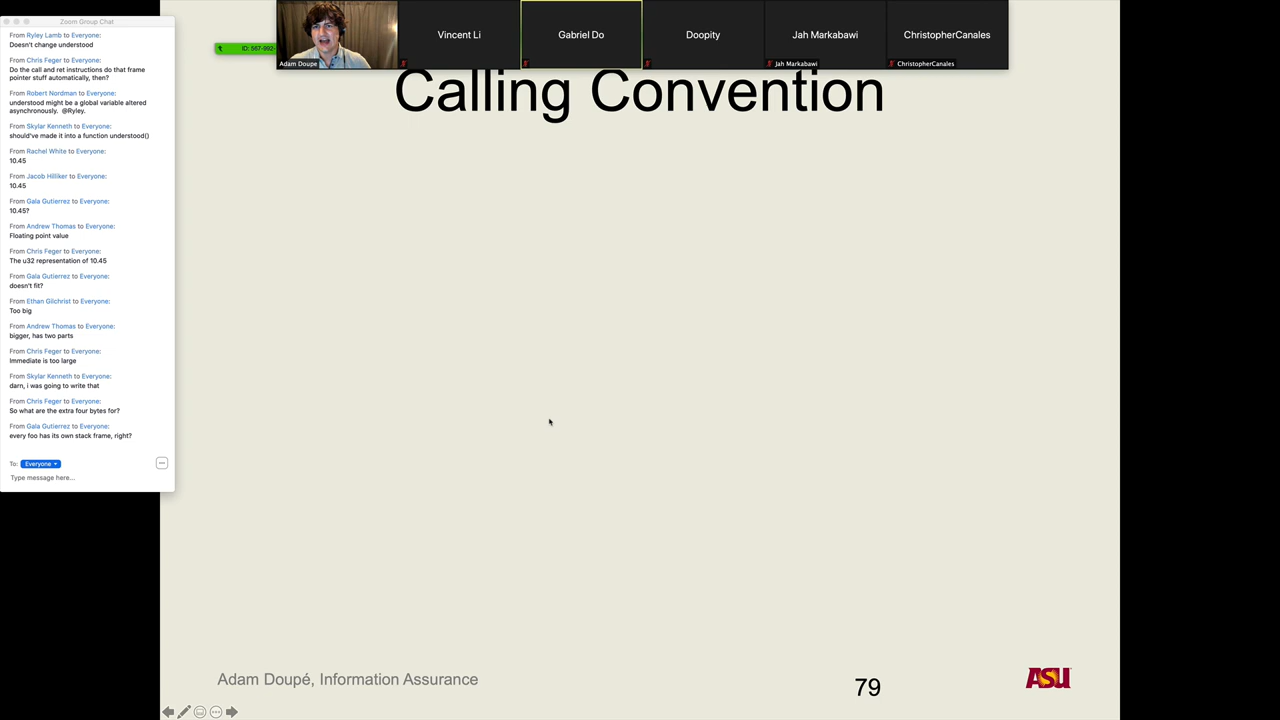 Zoom Group Chat
From Ryley Lamb to Everyone:
Doesn't change understood
From Chris Feger to Everyone:
Do the call and ret instructions do that frame
pointer stuff automatically, then?
From Robert Nordman to Everyone:
understood might be a global variable altered
asynchronously. @Ryley.
From Skylar Kenneth to Everyone:
should've made it into a function understood()
From Rachel White to Everyone:
10.45
From Jacob Hilliker to Everyone:
10.45
From Gala Gutierrez to Everyone:
10.45?
From Andrew Thomas to Everyone:
Floating point value
From Chris Feger to Everyone:
The u32 representation of 10.45
From Gala Gutierrez to Everyone:
doesn't fit?
From Ethan Gilchrist to Everyone:
Too big
From Andrew Thomas to Everyone:
bigger, has two parts
From Chris Feger to Everyone:
Immediate is too large
From Skylar Kenneth to Everyone:
darn, i was going to write that
From Chris Feger to Everyone:
So what are the extra four bytes for?
From Gala Gutierrez to Everyone:
every foo has its own stack frame, right?
To: Everyone
Type message here...
ID: 567-992-
Adam Doupe
Vincent Li
Gabriel Do
Doopity
Jah Markabawi
Jah Markabawi
ChristopherCanales
ChristopherCanales
Calling Convention
Adam Doupé, Information Assurance
79
ASU